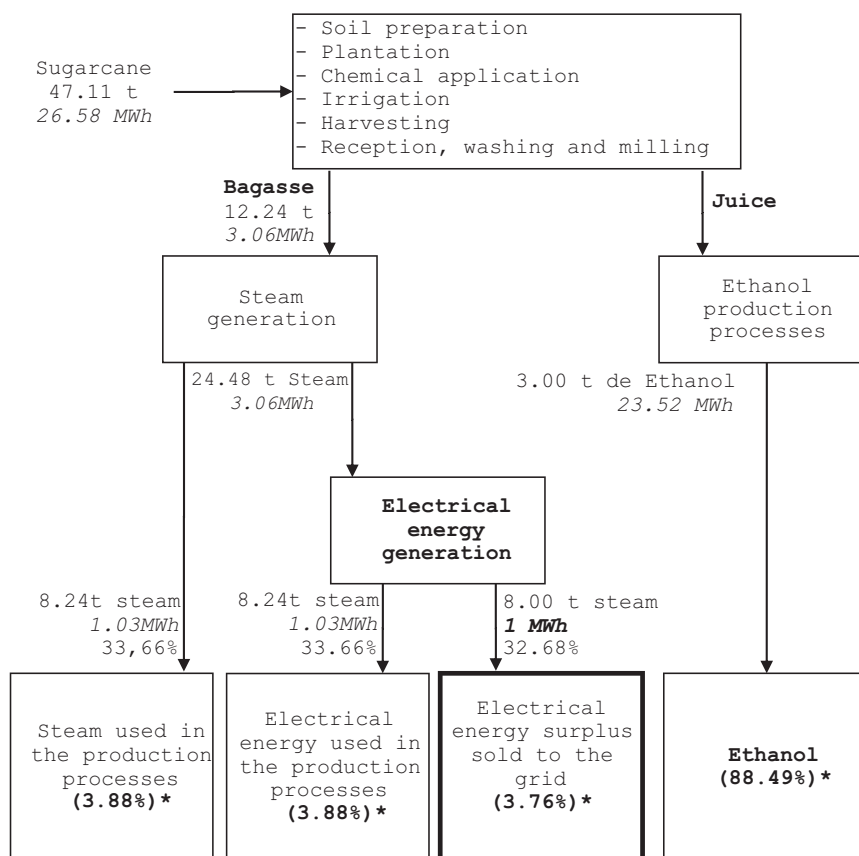 - Soil preparation
- Plantation
- Chemical application
- Irrigation
- Harvesting
- Reception, washing and milling
Sugarcane
47.11 t
26.58 MWh
Bagasse
12.24 t
3.06MWh
Juice
Steam
generation
Ethanol
production
processes
24.48 t Steam
3.06MWh
3.00 t de Ethanol
23.52 MWh
Electrical
energy
generation
8.24t steam
1.03MWh
33,66%
8.24t steam
1.03MWh
33.66%
8.00 t steam
1 MWh
32.68%
Steam used in
the production
processes
(3.88%)*
Electrical
energy used in
the production
processes
(3.88%)*
Electrical
energy surplus
sold to the
grid
(3.76%)*
Ethanol
(88.49%)*